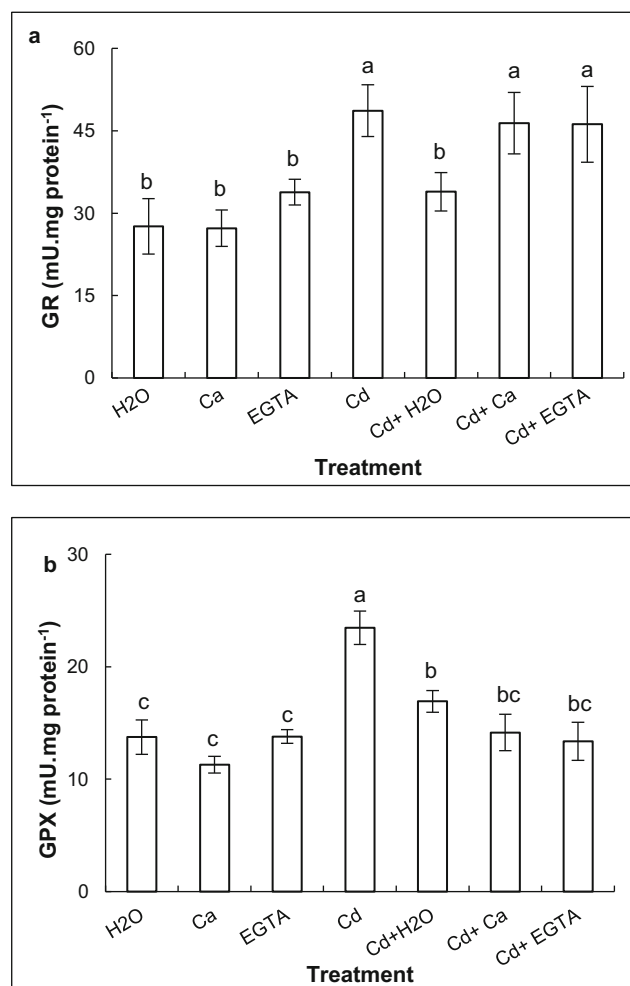 a
GR (mU.mg protein⁻¹)
60
45
30
15
0
b
b
b
a
b
a
a
H2O
Ca
EGTA
Cd
Cd+ H2O
Cd+ Ca
Cd+ EGTA
Treatment
b
GPX (mU.mg protein⁻¹)
30
20
10
0
c
c
c
a
b
bc
bc
H2O
Ca
EGTA
Cd
Cd+H2O
Cd+ Ca
Cd+ EGTA
Treatment